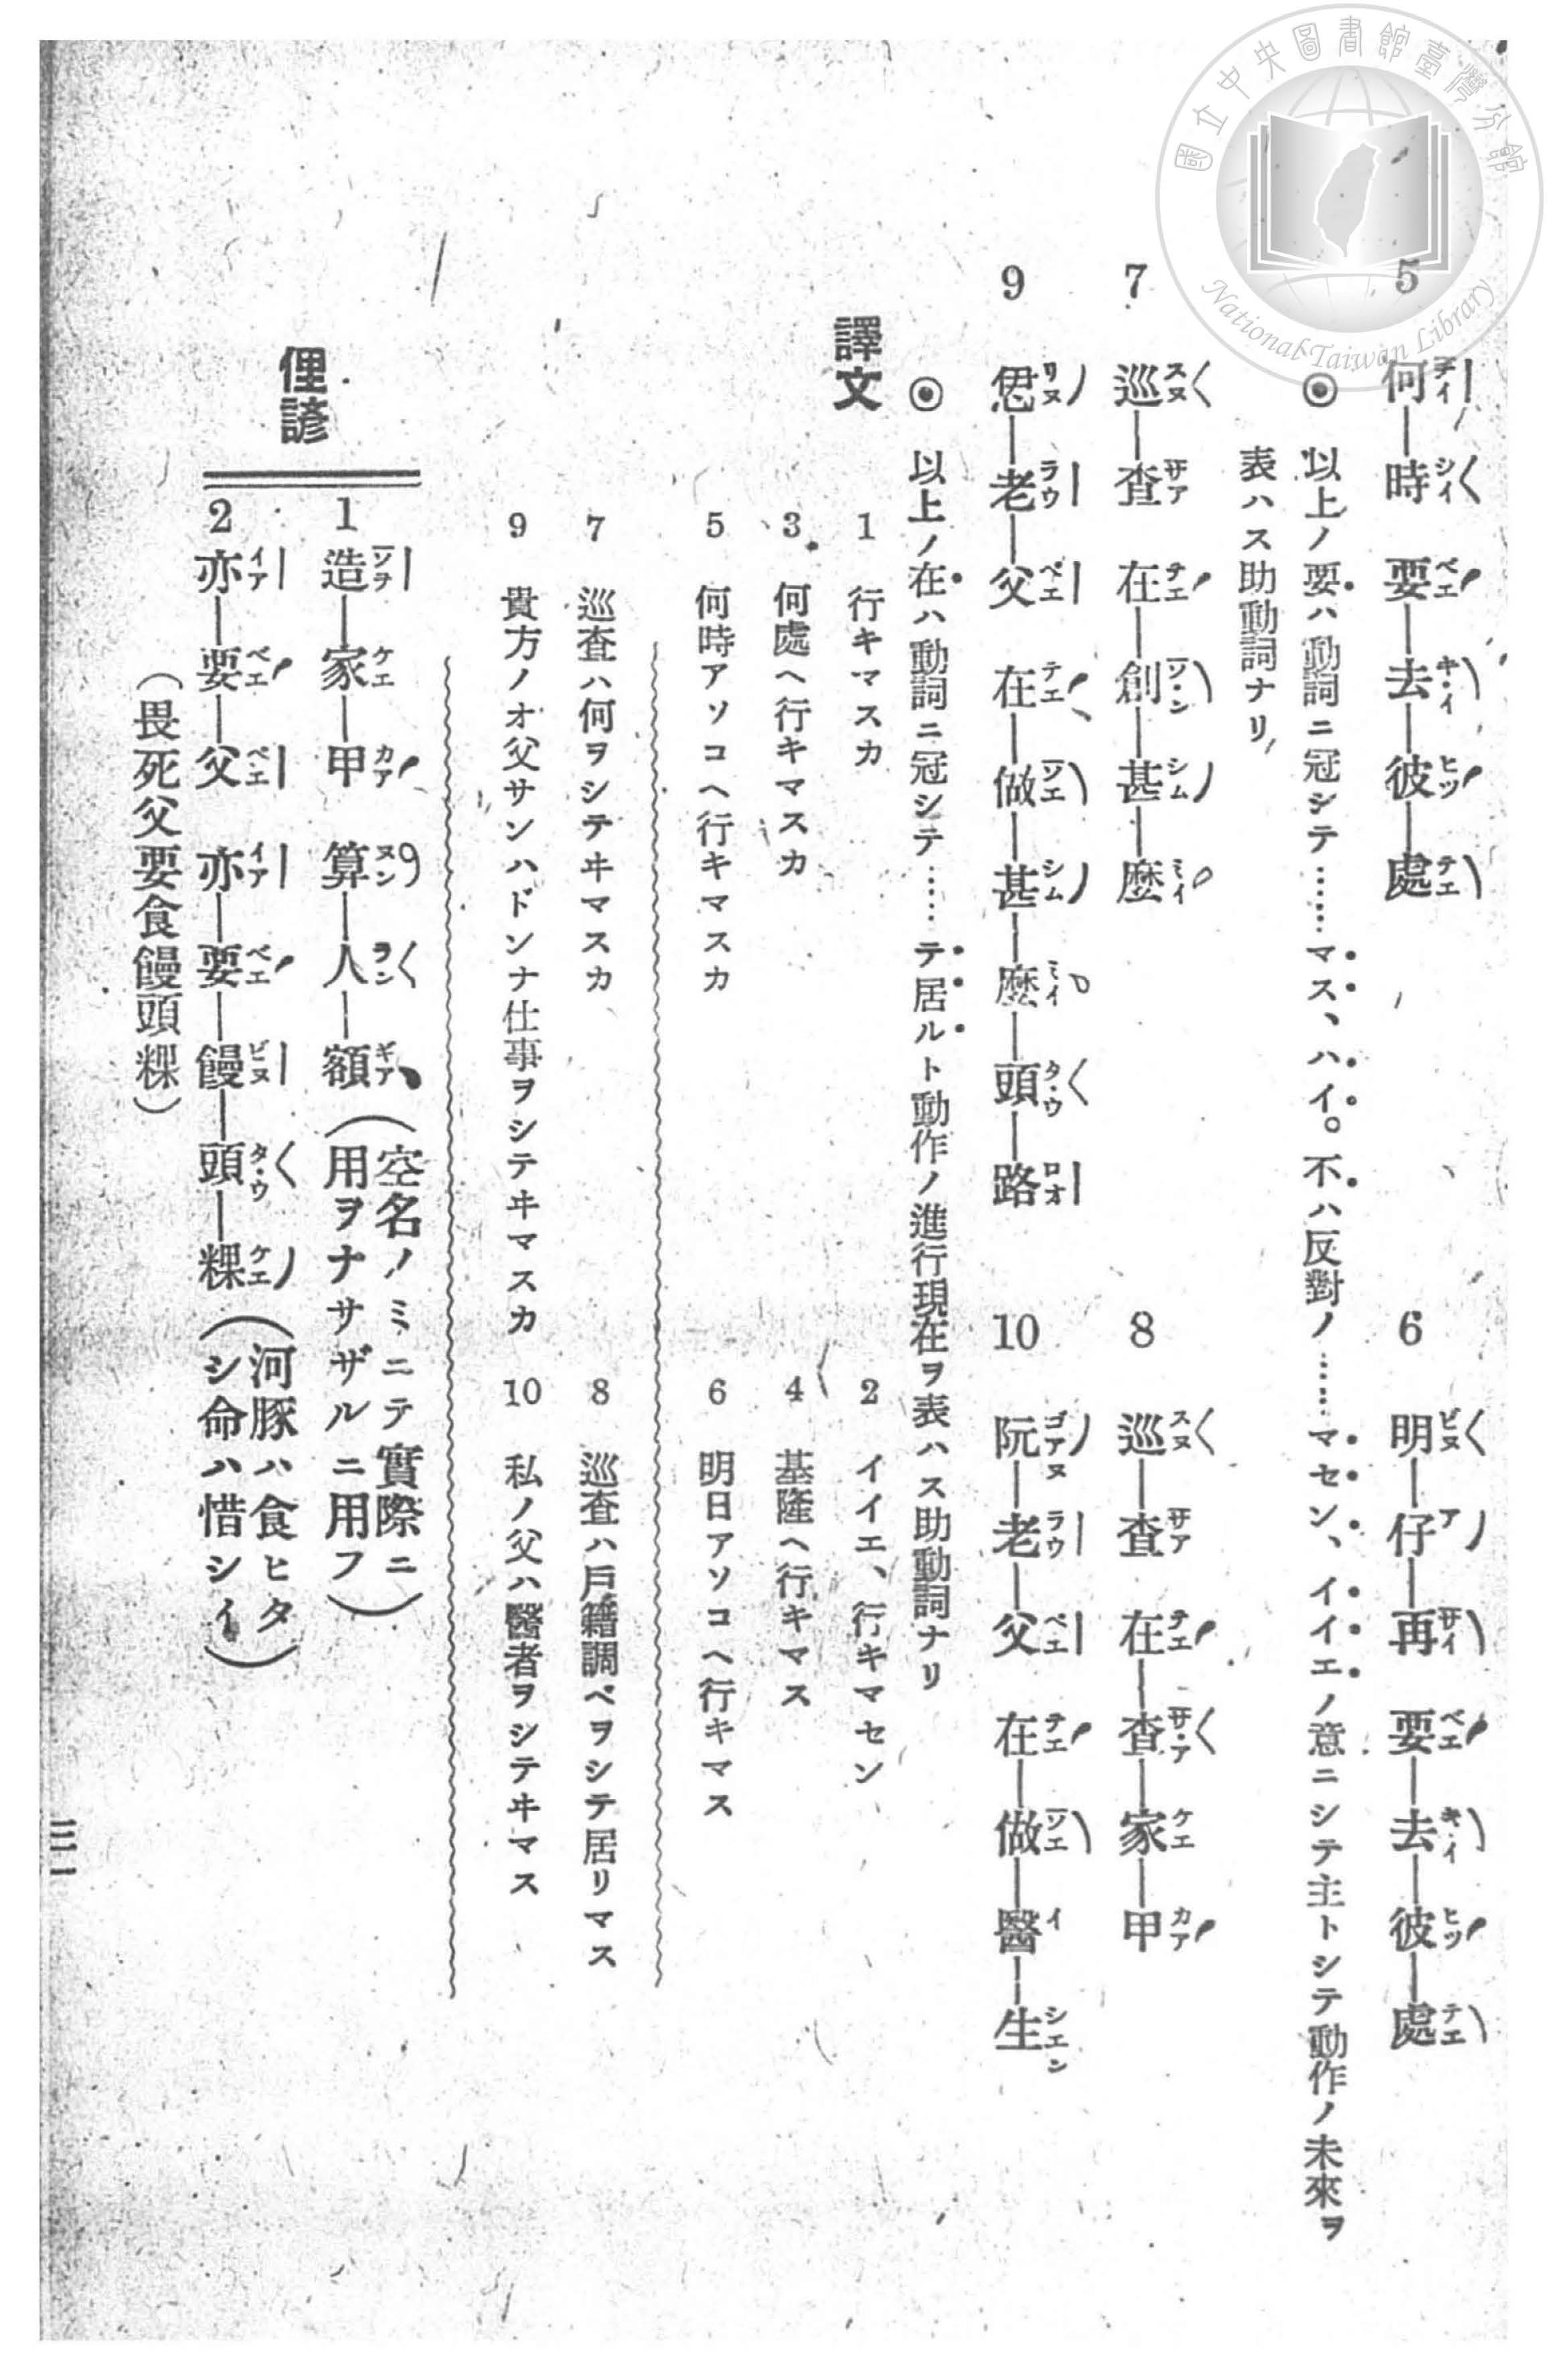 國立中央圖書館臺灣分館
National Taiwan Library
5 何時 要去彼處
6 明仔再 要去彼處
◉ 以上ノ要ハ動詞ニ冠シテ……マス、ハイ。不ハ反對ノ……マセン、イイエノ意ニシテ主トシテ動作ノ未來ヲ
表ハス助動詞ナリ
7 巡查 在創甚麼
8 巡查 在查家甲
9 恁老父 在做甚麼頭路
10 阮老父 在做醫生
◉ 以上ノ在ハ動詞ニ冠シテ……テ居ルト動作ノ進行現在ヲ表ハス助動詞ナリ
譯文
1 行キマスカ
2 イイエ、行キマセン
3 何處ヘ行キマスカ
4 基隆ヘ行キマス
5 何時アソコヘ行キマスカ
6 明日アソコヘ行キマス
7 巡査ハ何ヲシテヰマスカ
8 巡査ハ戶籍調ベヲシテ居リマス
9 貴方ノオ父サンハドンナ仕事ヲシテヰマスカ
10 私ノ父ハ醫者ヲシテヰマス
俚諺
1 造家甲 算人額(空名ノミニテ實際ニ用ヲナサザルニ用フ)
2 亦要父 亦要饅頭粿(河豚ハ食ヒタシ命ハ惜シイ)
(畏死父要食饅頭粿)
三一